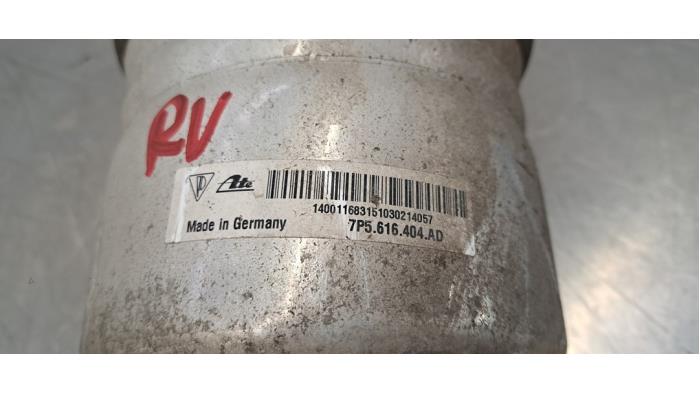 RV
Ate
14001168315103021405​7
Made in Germany
7P5.616.404.AD